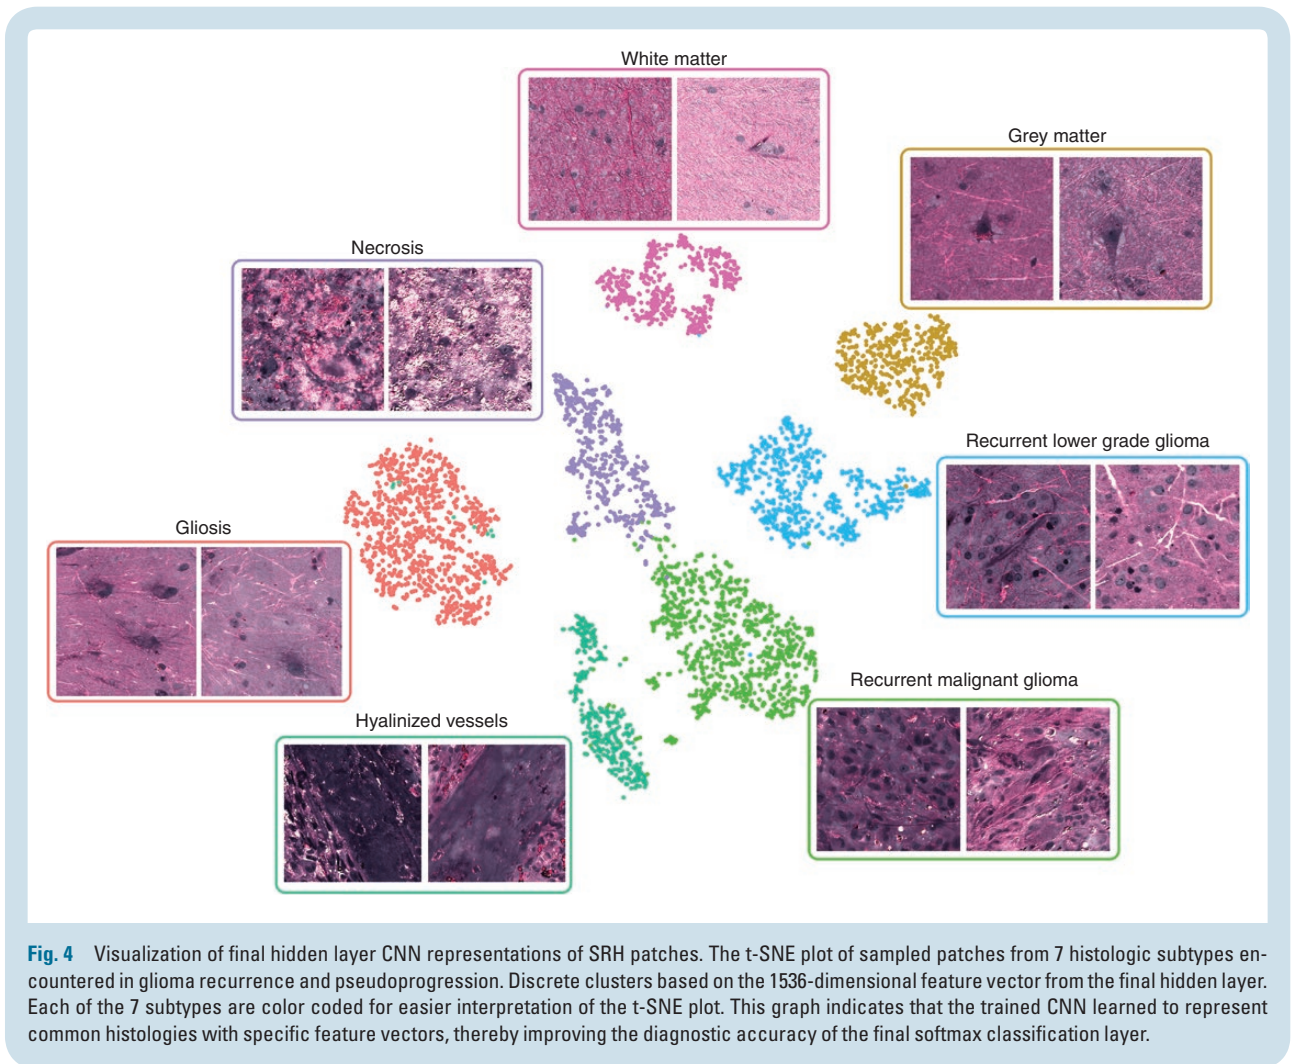 White matter
Grey matter
Necrosis
Recurrent lower grade glioma
Gliosis
Recurrent malignant glioma
Hyalinized vessels
Fig. 4 Visualization of final hidden layer CNN representations of SRH patches. The t-SNE plot of sampled patches from 7 histologic subtypes en-
countered in glioma recurrence and pseudoprogression. Discrete clusters based on the 1536-dimensional feature vector from the final hidden layer.
Each of the 7 subtypes are color coded for easier interpretation of the t-SNE plot. This graph indicates that the trained CNN learned to represent
common histologies with specific feature vectors, thereby improving the diagnostic accuracy of the final softmax classification layer.